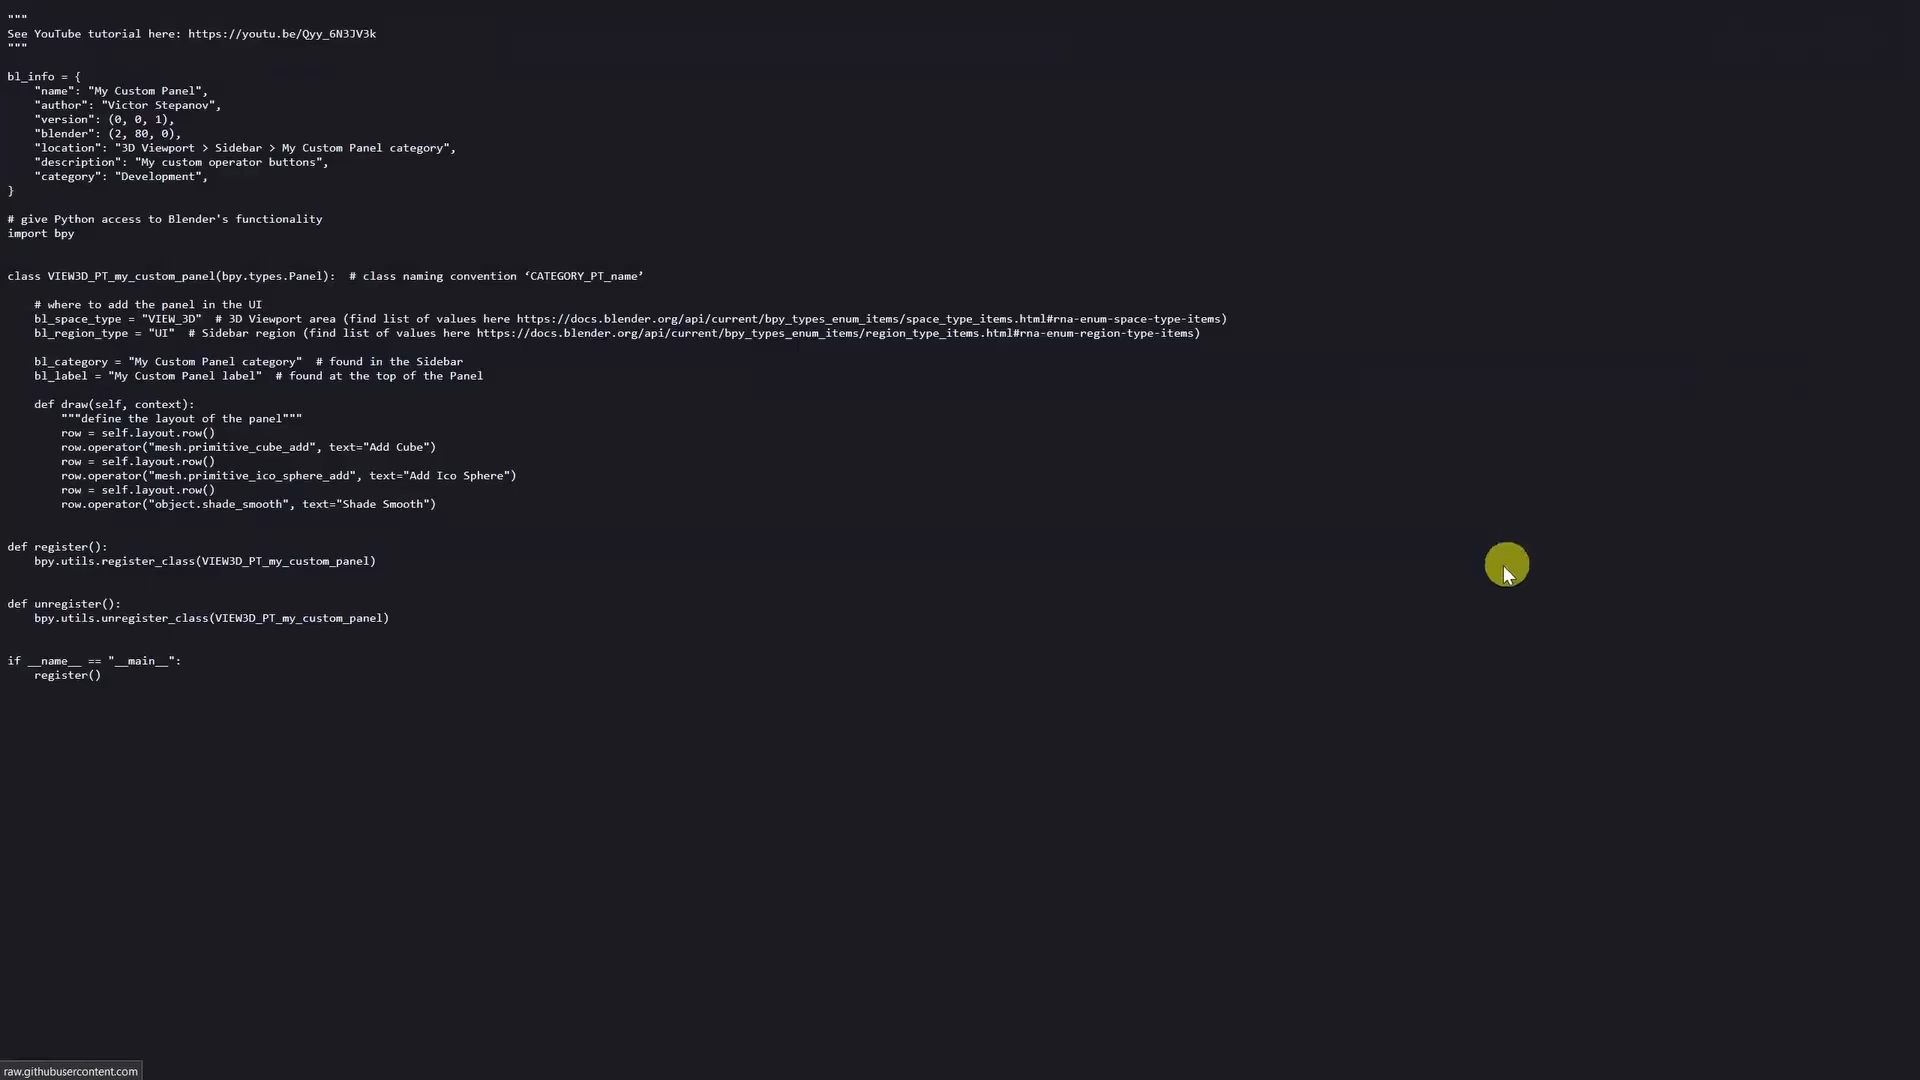 """
See YouTube tutorial here: https://youtu.be/Qyy_6N3JV3k
"""
bl_info = {
    "name": "My Custom Panel",
    "author": "Victor Stepanov",
    "version": (0, 0, 1),
    "blender": (2, 80, 0),
    "location": "3D Viewport > Sidebar > My Custom Panel category",
    "description": "My custom operator buttons",
    "category": "Development",
}
# give Python access to Blender's functionality
import bpy
class VIEW3D_PT_my_custom_panel(bpy.types.Panel):  # class naming convention ‘CATEGORY_PT_name’
    # where to add the panel in the UI
    bl_space_type = "VIEW_3D"  # 3D Viewport area (find list of values here https://docs.blender.org/api/current/bpy_types_enum_items/space_type_items.html#rna-enum-space-type-items)
    bl_region_type = "UI"  # Sidebar region (find list of values here https://docs.blender.org/api/current/bpy_types_enum_items/region_type_items.html#rna-enum-region-type-items)
    bl_category = "My Custom Panel category"  # found in the Sidebar
    bl_label = "My Custom Panel label"  # found at the top of the Panel
    def draw(self, context):
        """define the layout of the panel"""
        row = self.layout.row()
        row.operator("mesh.primitive_cube_add", text="Add Cube")
        row = self.layout.row()
        row.operator("mesh.primitive_ico_sphere_add", text="Add Ico Sphere")
        row = self.layout.row()
        row.operator("object.shade_smooth", text="Shade Smooth")
def register():
    bpy.utils.register_class(VIEW3D_PT_my_custom_panel)
def unregister():
    bpy.utils.unregister_class(VIEW3D_PT_my_custom_panel)
if __name__ == "__main__":
    register()
raw.githubusercontent.com